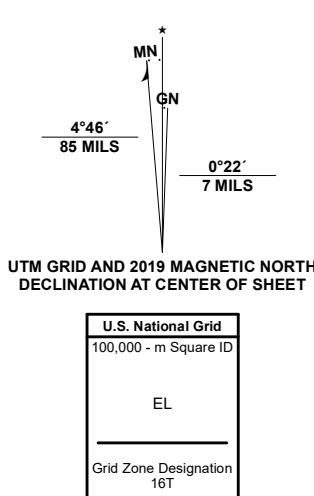 ★
MN
GN
4°46´
85 MILS
0°22´
7 MILS
UTM GRID AND 2019 MAGNETIC NORTH
DECLINATION AT CENTER OF SHEET
U.S. National Grid
100,000 - m Square ID
EL
Grid Zone Designation
16T